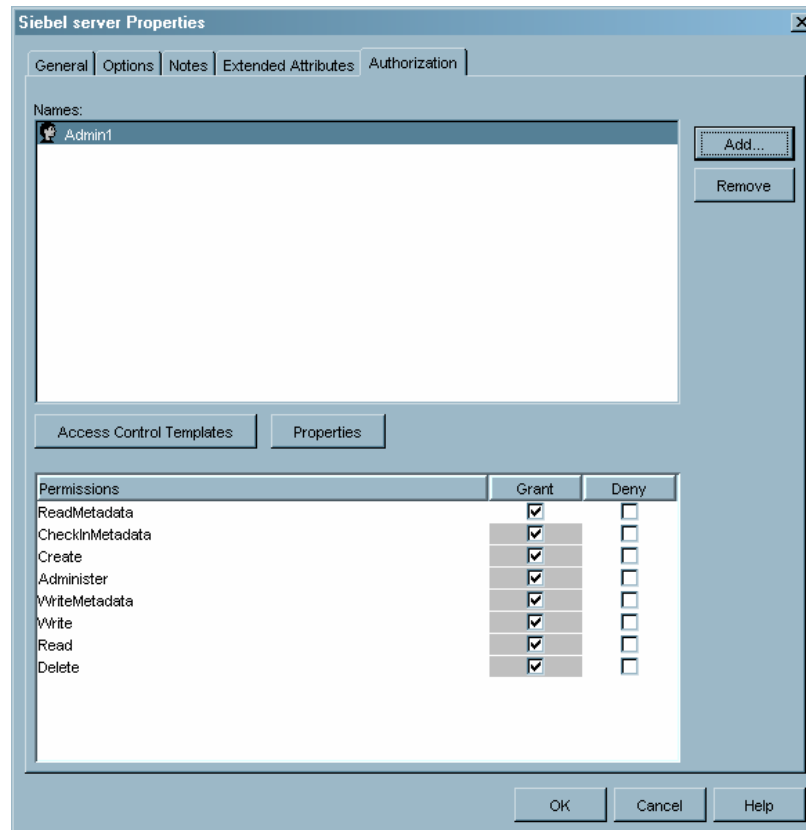 Siebel server Properties
General Options Notes Extended Attributes Authorization
Names:
Admin1
Add...
Remove
Access Control Templates Properties
Permissions Grant Deny
ReadMetadata
CheckInMetadata
Create
Administer
WriteMetadata
Write
Read
Delete
OK Cancel Help